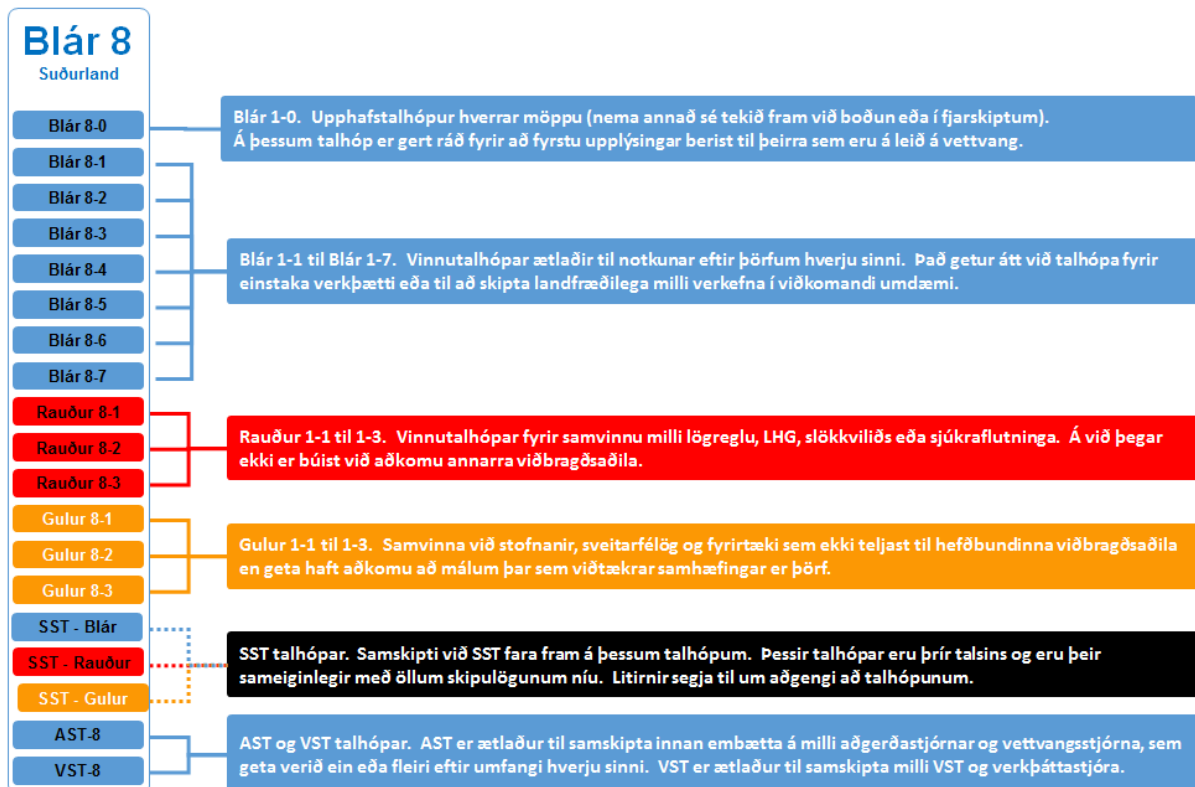 Blár 8
Suðurland
Blár 8-0
Blár 1-0. Upphafstalhópur hverrar möppu (nema annað sé tekið fram við boðun eða í fjarskiptum).
Á þessum talhóp er gert ráð fyrir að fyrstu upplýsingar berist til þeirra sem eru á leið á vettvang.
Blár 8-1
Blár 8-2
Blár 8-3
Blár 8-4
Blár 8-5
Blár 8-6
Blár 8-7
Blár 1-1 til Blár 1-7. Vinnutalhópar ætlaðir til notkunar eftir þörfum hverju sinni. Það getur átt við talhópa fyrir
einstaka verkþætti eða til að skipta landfræðilega milli verkefna í viðkomandi umdæmi.
Rauður 8-1
Rauður 8-2
Rauður 8-3
Rauður 1-1 til 1-3. Vinnutalhópar fyrir samvinnu milli lögreglu, LHG, slökkviliðs eða sjúkraflutninga. Á við þegar
ekki er búist við aðkomu annarra viðbragðsaðila.
Gulur 8-1
Gulur 8-2
Gulur 8-3
Gulur 1-1 til 1-3. Samvinna við stofnanir, sveitarfélög og fyrirtæki sem ekki teljast til hefðbundinna viðbragðsaðila
en geta haft aðkomu að málum þar sem viðtækrar samhæfingar er þörf.
SST - Blár
SST - Rauður
SST - Gulur
SST talhópar. Samskipti við SST fara fram á þessum talhópum. Þessir talhópar eru þrír talsins og eru þeir
sameiginlegir með öllum skipulögunum níu. Litirnir segja til um aðgengi að talhópunum.
AST-8
VST-8
AST og VST talhópar. AST er ætlaður til samskipta innan embætta á milli aðgerðastjórnar og vettvangsstjórna, sem
geta verið ein eða fleiri eftir umfangi hverju sinni. VST er ætlaður til samskipta milli VST og verkþáttastjóra.